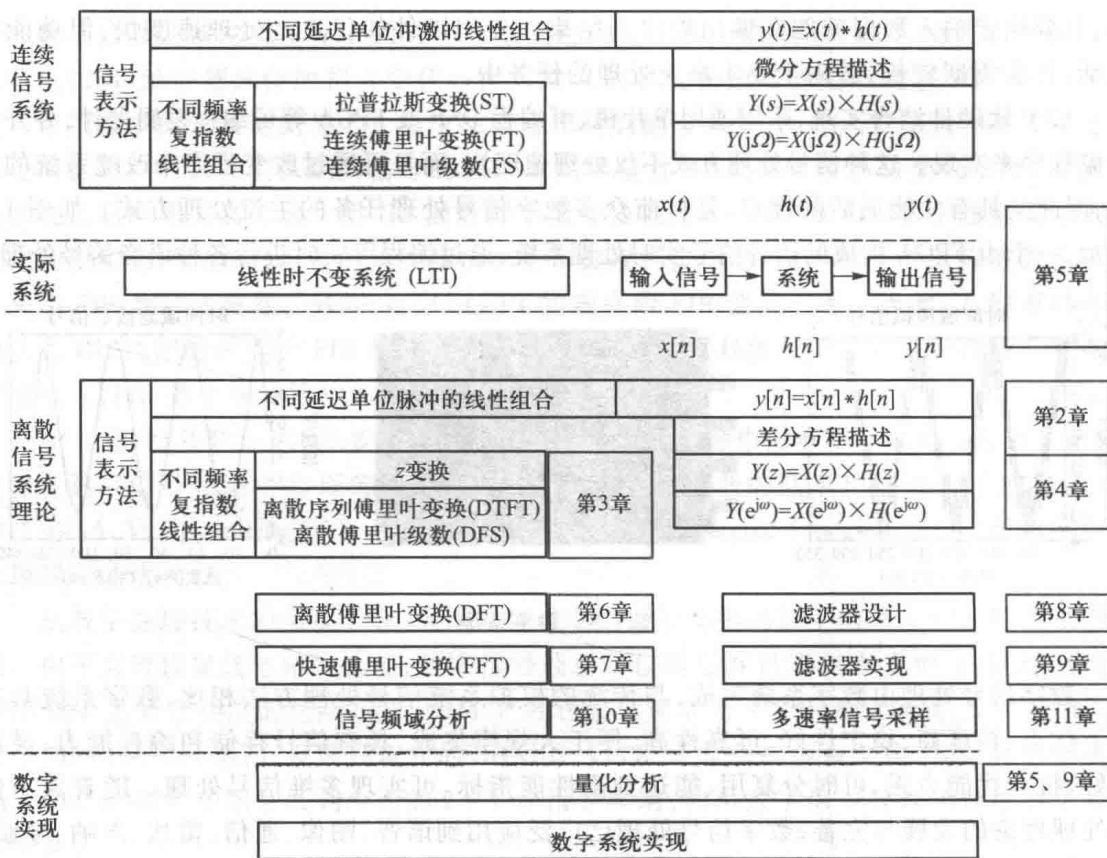 连续
信号
系统
信号
表示
方法
不同延迟单位冲激的线性组合
y(t)=x(t)*h(t)
微分方程描述
不同频率
复指数
线性组合
拉普拉斯变换(ST)
连续傅里叶变换(FT)
连续傅里叶级数(FS)
Y(s)=X(s)×H(s)
Y(jΩ)=X(jΩ)×H(jΩ)
x(t) h(t) y(t)
实际
系统
线性时不变系统 (LTI)
输入信号 系统 输出信号
第5章
x[n] h[n] y[n]
离散
信号
系统
理论
信号
表示
方法
不同延迟单位脉冲的线性组合
y[n]=x[n]*h[n]
第2章
差分方程描述
不同频率
复指数
线性组合
z变换
离散序列傅里叶变换(DTFT)
离散傅里叶级数(DFS)
第3章
Y(z)=X(z)×H(z)
Y(e^jω)=X(e^jω)×H(e^jω)
第4章
离散傅里叶变换(DFT) 第6章 滤波器设计 第8章
快速傅里叶变换(FFT) 第7章 滤波器实现 第9章
信号频域分析 第10章 多速率信号采样 第11章
数字
系统
实现
量化分析 第5、9章
数字系统实现